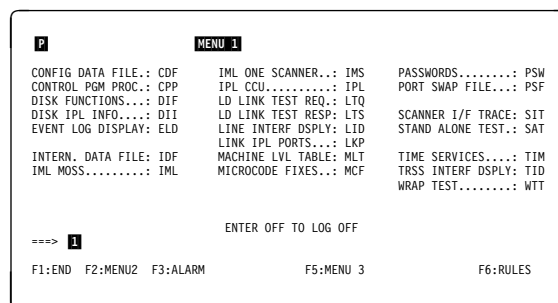 P MENU 1
CONFIG DATA FILE.: CDF IML ONE SCANNER..: IMS PASSWORDS........: PSW
CONTROL PGM PROC.: CPP IPL CCU..........: IPL PORT SWAP FILE...: PSF
DISK FUNCTIONS...: DIF LD LINK TEST REQ.: LTQ
DISK IPL INFO....: DII LD LINK TEST RESP: LTS SCANNER I/F TRACE: SIT
EVENT LOG DISPLAY: ELD LINE INTERF DSPLY: LID STAND ALONE TEST.: SAT
LINK IPL PORTS...: LKP
INTERN. DATA FILE: IDF MACHINE LVL TABLE: MLT TIME SERVICES....: TIM
IML MOSS.........: IML MICROCODE FIXES..: MCF TRSS INTERF DSPLY: TID
WRAP TEST........: WTT
ENTER OFF TO LOG OFF
===> 1
F1:END F2:MENU2 F3:ALARM F5:MENU 3 F6:RULES